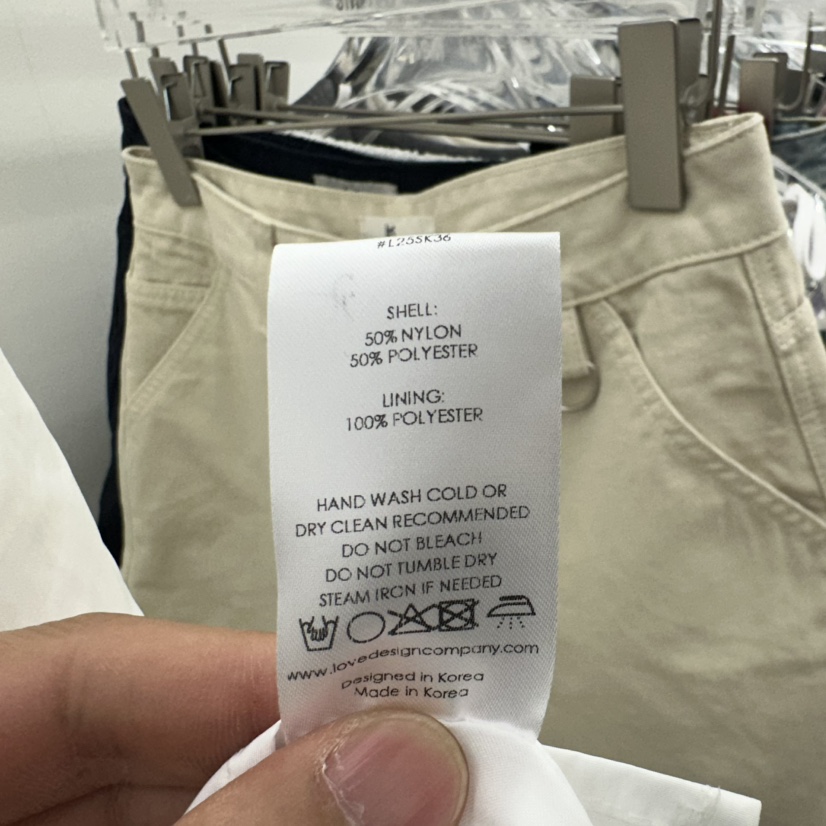 #L25SK36
SHELL:
50% NYLON
50% POLYESTER
LINING:
100% POLYESTER
HAND WASH COLD OR
DRY CLEAN RECOMMENDED
DO NOT BLEACH
DO NOT TUMBLE DRY
STEAM IRON IF NEEDED
www.lovedesigncompany.com
Designed in Korea
Made in Korea